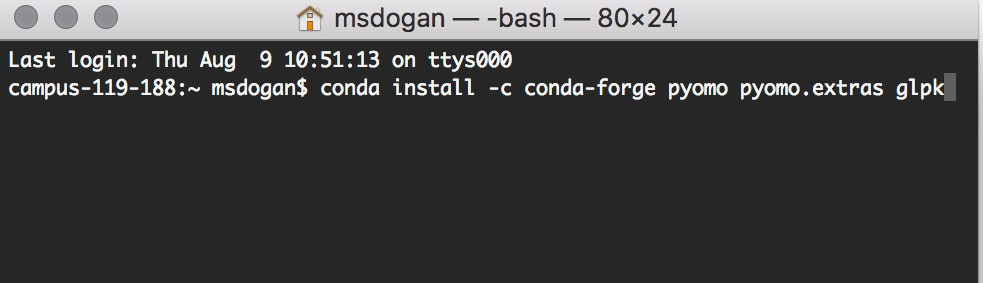 msdogan — -bash — 80×24
Last login: Thu Aug  9 10:51:13 on ttys000
campus-119-188:~ msdogan$ conda install -c conda-forge pyomo pyomo.extras glpk